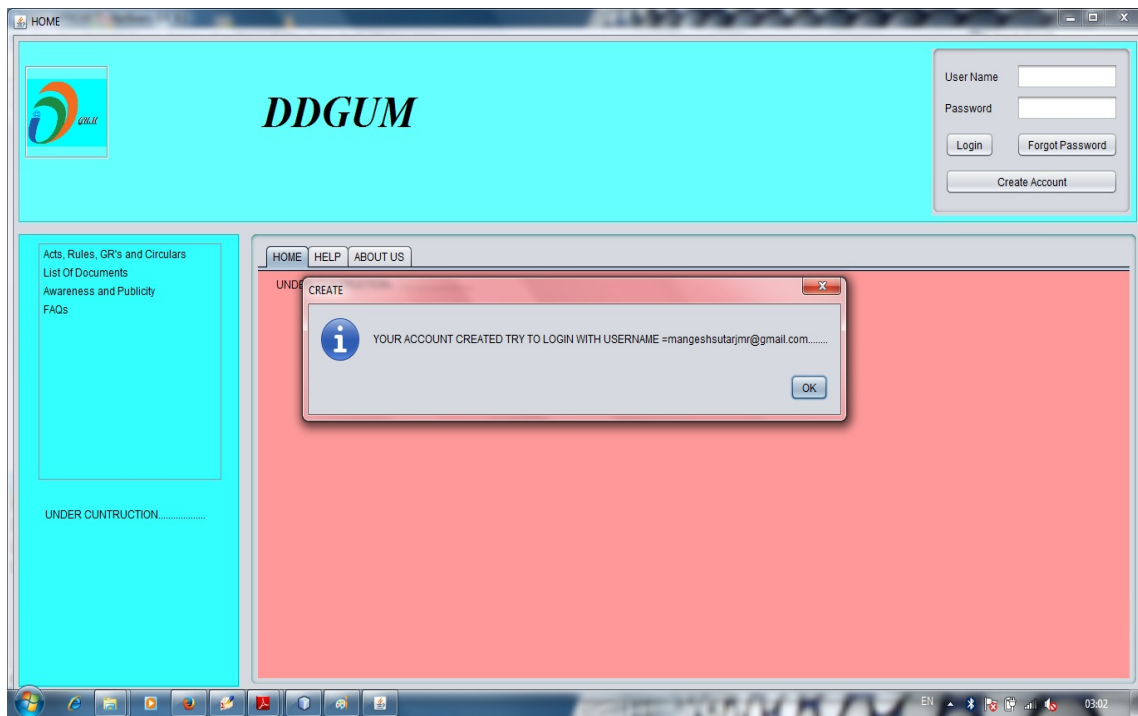 HOME
DDGUM
User Name
Password
Login
Forgot Password
Create Account
Acts, Rules, GR's and Circulars
List Of Documents
Awareness and Publicity
FAQs
UNDER CUNTRUCTION..................
HOME
HELP
ABOUT US
CREATE
YOUR ACCOUNT CREATED TRY TO LOGIN WITH USERNAME =mangeshsutarjmr@gmail.com........
OK
EN
03:02